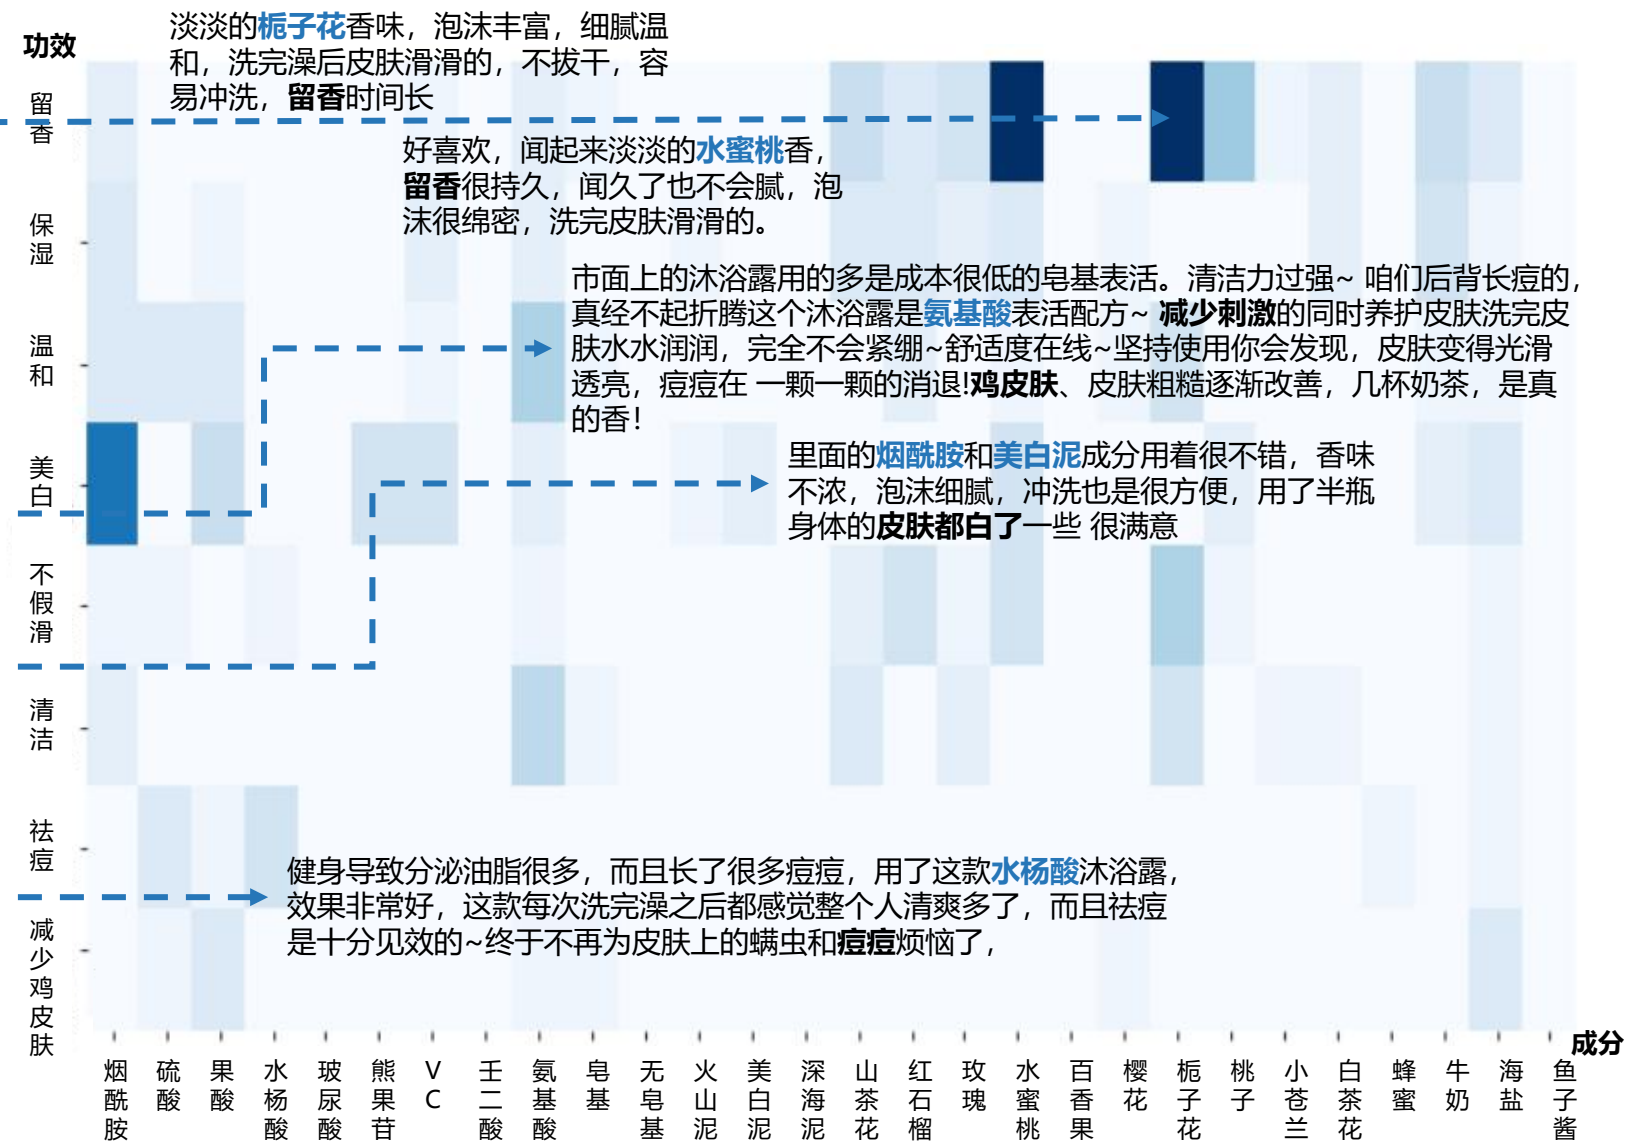 功效
淡淡的栀子花香味，泡沫丰富，细腻温
和，洗完澡后皮肤滑滑的，不拔干，容
易冲洗，留香时间长
好喜欢，闻起来淡淡的水蜜桃香，
留香很持久，闻久了也不会腻，泡
沫很绵密，洗完皮肤滑滑的。
市面上的沐浴露用的多是成本很低的皂基表活。清洁力过强~ 咱们后背长痘的，
真经不起折腾这个沐浴露是氨基酸表活配方~ 减少刺激的同时养护皮肤洗完皮
肤水水润润，完全不会紧绷~舒适度在线~坚持使用你会发现，皮肤变得光滑
透亮，痘痘在 一颗一颗的消退!鸡皮肤、皮肤粗糙逐渐改善，几杯奶茶，是真
的香！
里面的烟酰胺和美白泥成分用着很不错，香味
不浓，泡沫细腻，冲洗也是很方便，用了半瓶
身体的皮肤都白了一些 很满意
健身导致分泌油脂很多，而且长了很多痘痘，用了这款水杨酸沐浴露，
效果非常好，这款每次洗完澡之后都感觉整个人清爽多了，而且祛痘
是十分见效的~终于不再为皮肤上的螨虫和痘痘烦恼了，
留香
保湿
温和
美白
不假滑
清洁
祛痘
减少鸡皮肤
成分
烟酰胺
硫酸
果酸
水杨酸
玻尿酸
熊果苷
VC
壬二酸
氨基酸
皂基
无皂基
火山泥
美白泥
深海泥
山茶花
红石榴
玫瑰
水蜜桃
百香果
樱花
栀子花
桃子
小苍兰
白茶花
蜂蜜
牛奶
海盐
鱼子酱